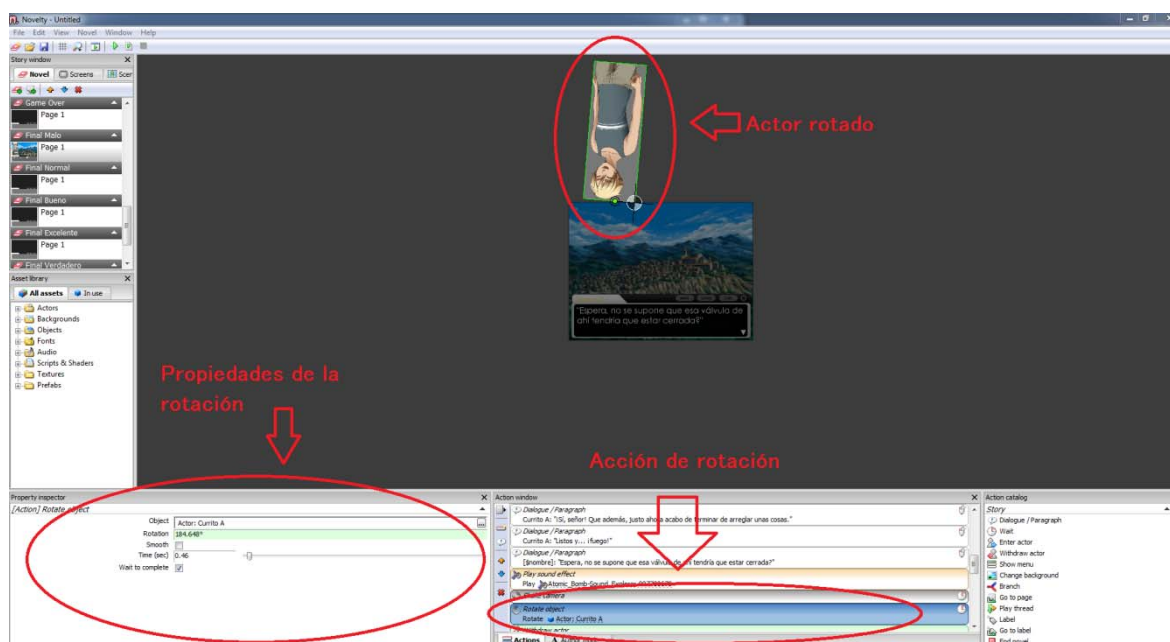 Novelty - Untitled
File Edit View Novel Window Help
Story window
Novel Screens Scer
Game Over
Page 1
Final Malo
Page 1
Final Normal
Page 1
Final Bueno
Page 1
Final Excelente
Page 1
Final Verdadero
Asset library
All assets In use
Actors
Backgrounds
Objects
Fonts
Audio
Scripts & Shaders
Textures
Prefabs
Actor rotado
"Espera, no se supone que esa válvula de
ahí tendría que estar cerrada?"
Propiedades de la
rotación
Acción de rotación
Property inspector
[Action] Rotate object
Object Actor: Currito A
Rotation 184.648°
Smooth
Time (sec) 0.46
Wait to complete
Action window
Dialogue / Paragraph
Currito A: "¡Sí, señor! Que además, justo ahora acabo de terminar de arreglar unas cosas."
Dialogue / Paragraph
Currito A: "Listos y... ¡fuego!"
Dialogue / Paragraph
[$nombre]: "Espera, no se supone que esa válvula de ahí tendría que estar cerrada?"
Play sound effect
Play
Shake camera
Rotate object
Rotate Actor: Currito A
Withdraw actor
Actions
Action catalog
Story
Dialogue / Paragraph
Wait
Enter actor
Withdraw actor
Show menu
Change background
Branch
Go to page
Play thread
Label
Go to label
End novel